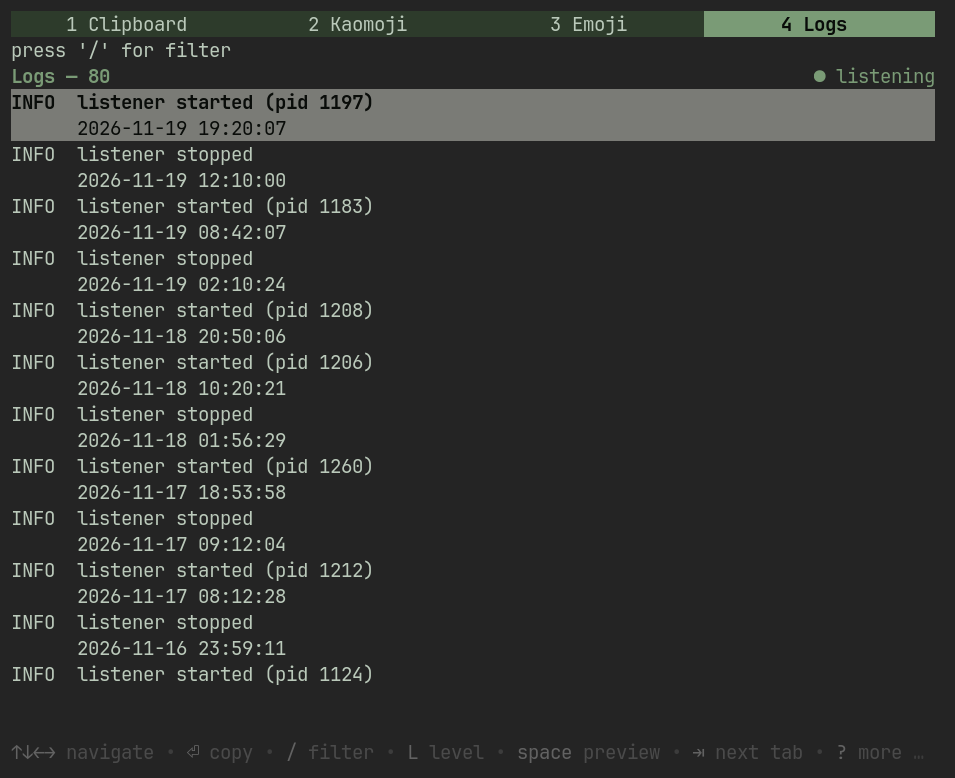 1 Clipboard 2 Kaomoji 3 Emoji 4 Logs
press '/' for filter
Logs — 80 ● listening
INFO listener started (pid 1197)
2026-11-19 19:20:07
INFO listener stopped
2026-11-19 12:10:00
INFO listener started (pid 1183)
2026-11-19 08:42:07
INFO listener stopped
2026-11-19 02:10:24
INFO listener started (pid 1208)
2026-11-18 20:50:06
INFO listener started (pid 1206)
2026-11-18 10:20:21
INFO listener stopped
2026-11-18 01:56:29
INFO listener started (pid 1260)
2026-11-17 18:53:58
INFO listener stopped
2026-11-17 09:12:04
INFO listener started (pid 1212)
2026-11-17 08:12:28
INFO listener stopped
2026-11-16 23:59:11
INFO listener started (pid 1124)
↑↓←→ navigate • ⏎ copy • / filter • L level • space preview • ⇥ next tab • ? more …